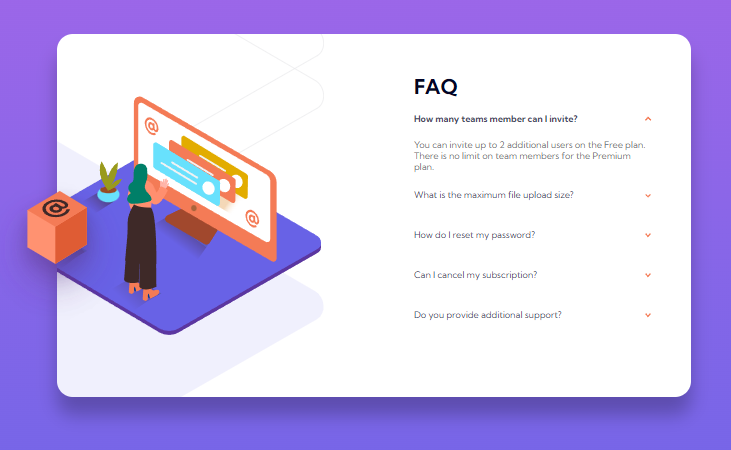 FAQ
How many teams member can I invite?
You can invite up to 2 additional users on the Free plan.
There is no limit on team members for the Premium
plan.
What is the maximum file upload size?
How do I reset my password?
Can I cancel my subscription?
Do you provide additional support?
@
@
@